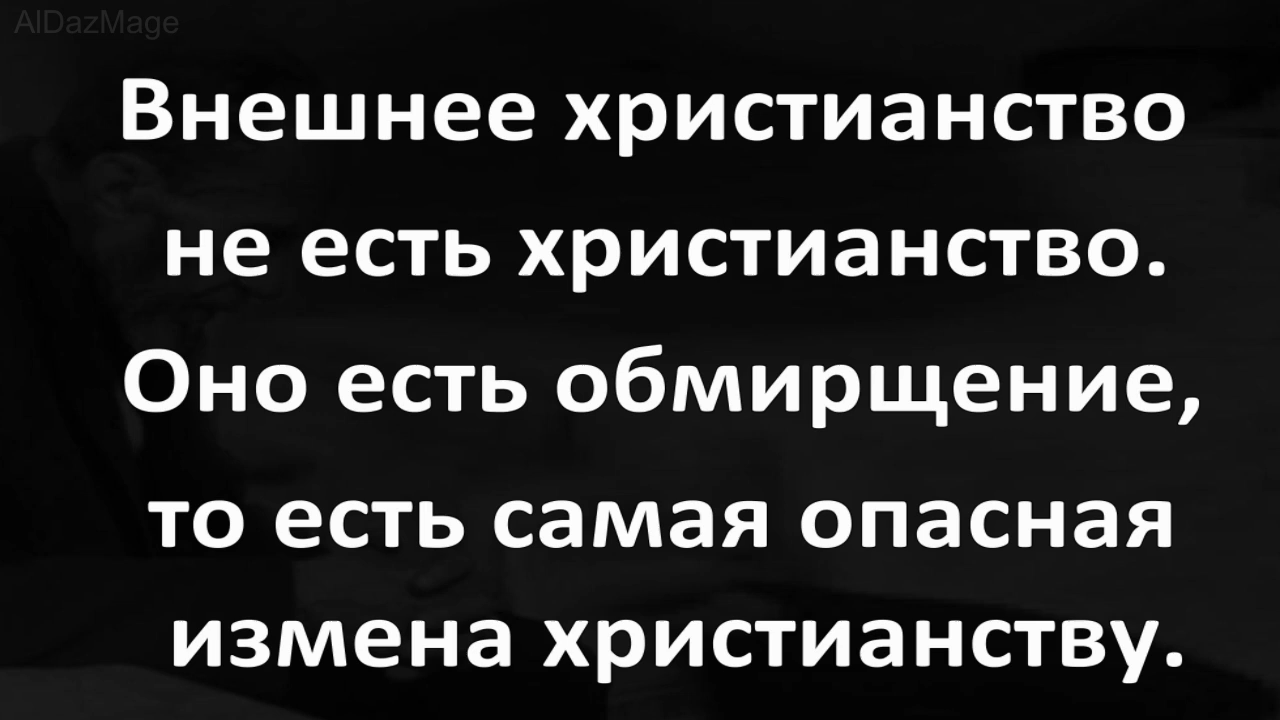 AlDazMage
Внешнее христианство
не есть христианство.
Оно есть обмирщение,
то есть самая опасная
измена христианству.